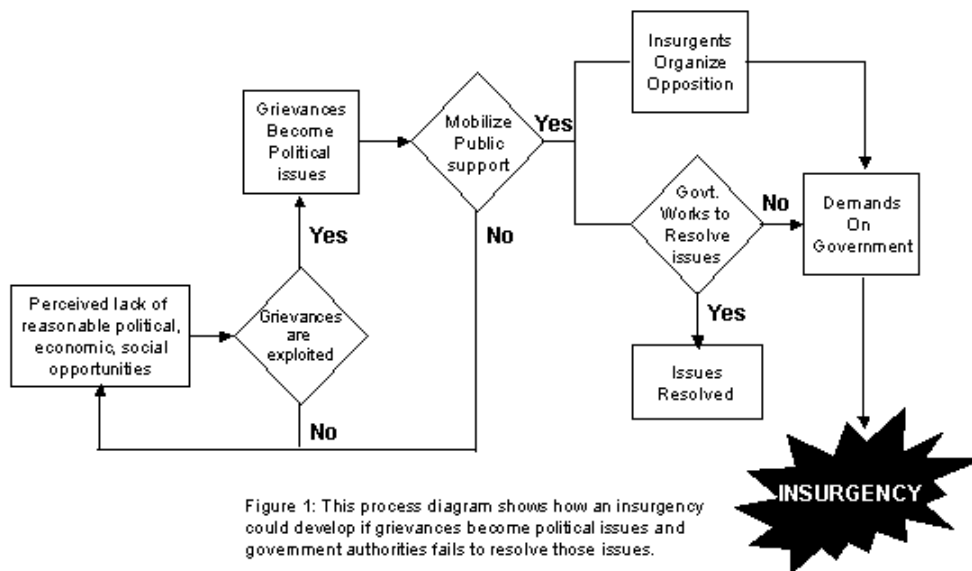 Perceived lack of
reasonable political,
economic, social
opportunities
Grievances
are
exploited
Yes
No
Grievances
Become
Political
issues
Mobilize
Public
support
Yes
No
Insurgents
Organize
Opposition
Govt.
Works to
Resolve
issues
No
Yes
Issues
Resolved
Demands
On
Government
INSURGENCY
Figure 1: This process diagram shows how an insurgency
could develop if grievances become political issues and
government authorities fails to resolve those issues.